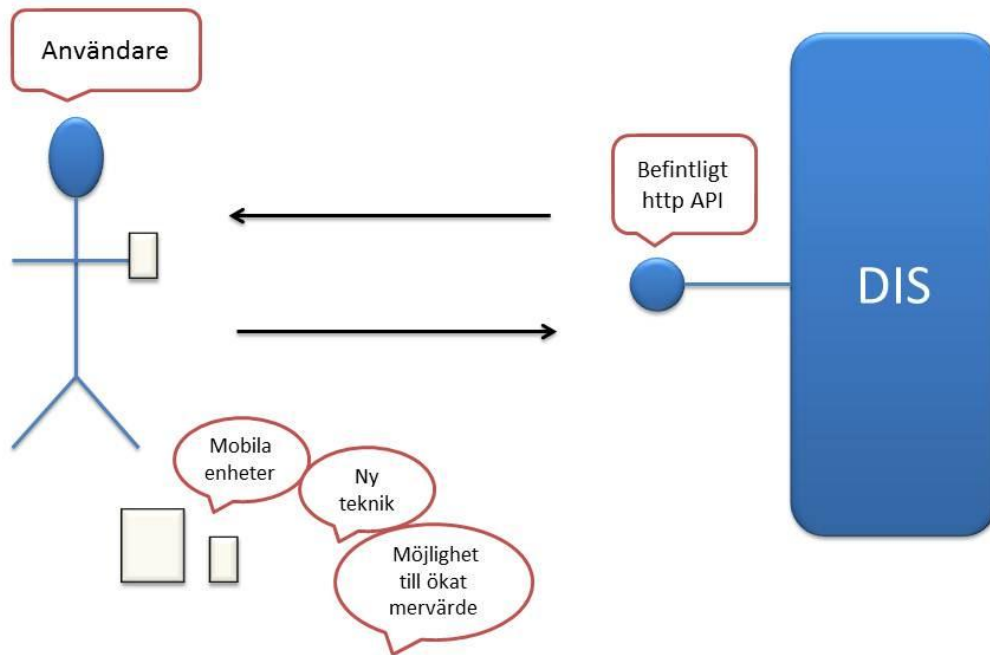 Användare
Befintligt
http API
DIS
Mobila
enheter
Ny
teknik
Möjlighet
till ökat
mervärde